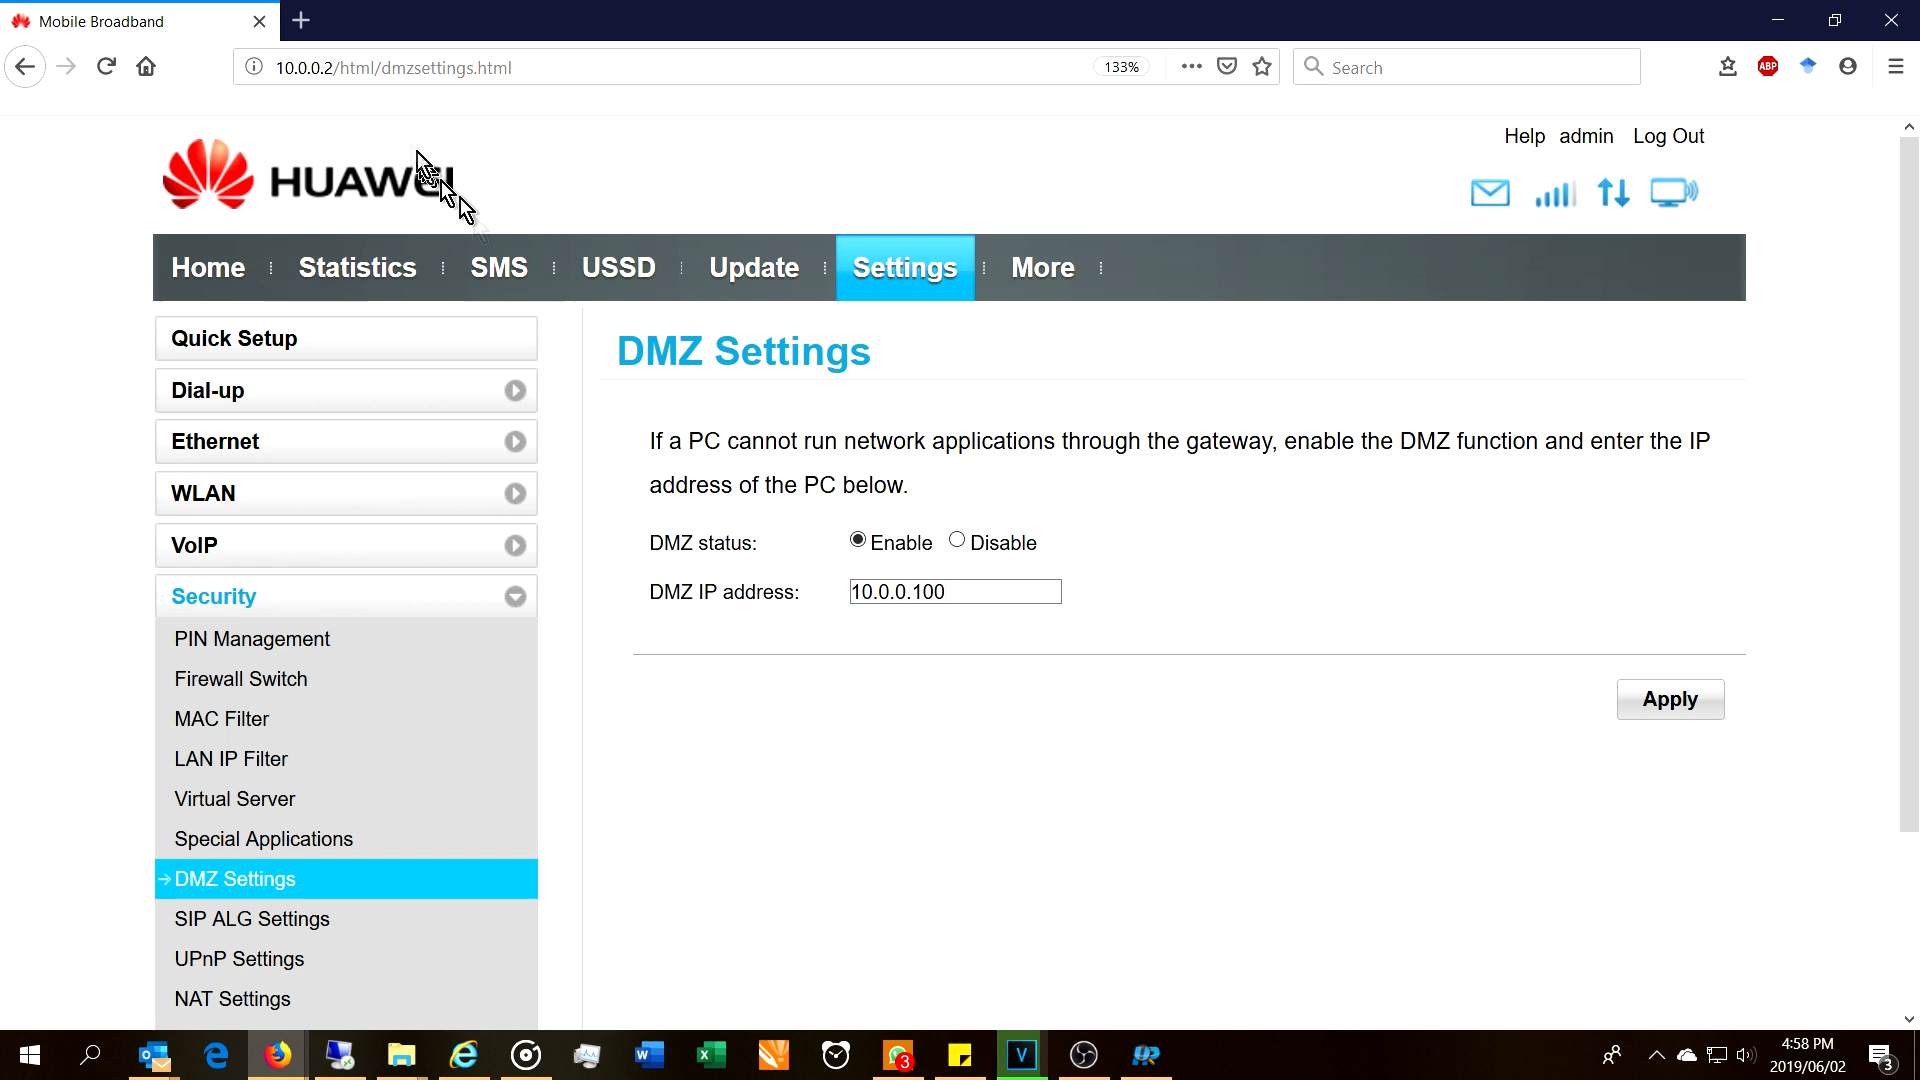 Mobile Broadband
10.0.0.2/html/dmzsettings.html
133%
Search
ABP
Help admin Log Out
HUAWEI
Home Statistics SMS USSD Update Settings More
Quick Setup
Dial-up
Ethernet
WLAN
VoIP
Security
PIN Management
Firewall Switch
MAC Filter
LAN IP Filter
Virtual Server
Special Applications
DMZ Settings
SIP ALG Settings
UPnP Settings
NAT Settings
DMZ Settings
If a PC cannot run network applications through the gateway, enable the DMZ function and enter the IP
address of the PC below.
DMZ status: Enable Disable
DMZ IP address: 10.0.0.100
Apply
3
V
4:58 PM
2019/06/02
3